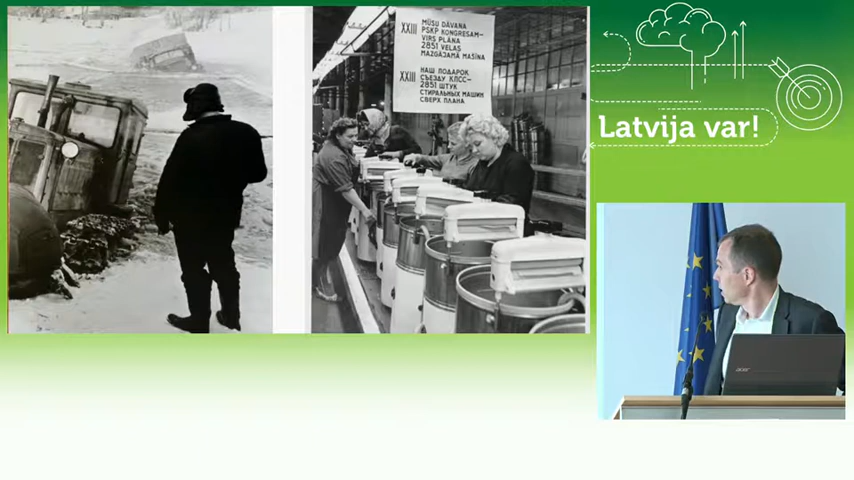 XXIII MŪSU DĀVANA
PSKP KONGRESAM-
VIRS PLĀNA
2851 VEĻAS
MAZGĀJAMĀ MAŠĪNA
XXIII НАШ ПОДАРОК
СЪЕЗДУ КПСС-
2851 ШТУК
СТИРАЛЬНЫХ МАШИН
СВЕРХ ПЛАНА
Latvija var!
acer